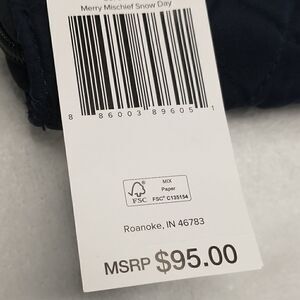 Merry Mischief Snow Day
8 86003 89605 1
FSC
MIX
Paper
FSC® C135154
Roanoke, IN 46783
MSRP $95.00